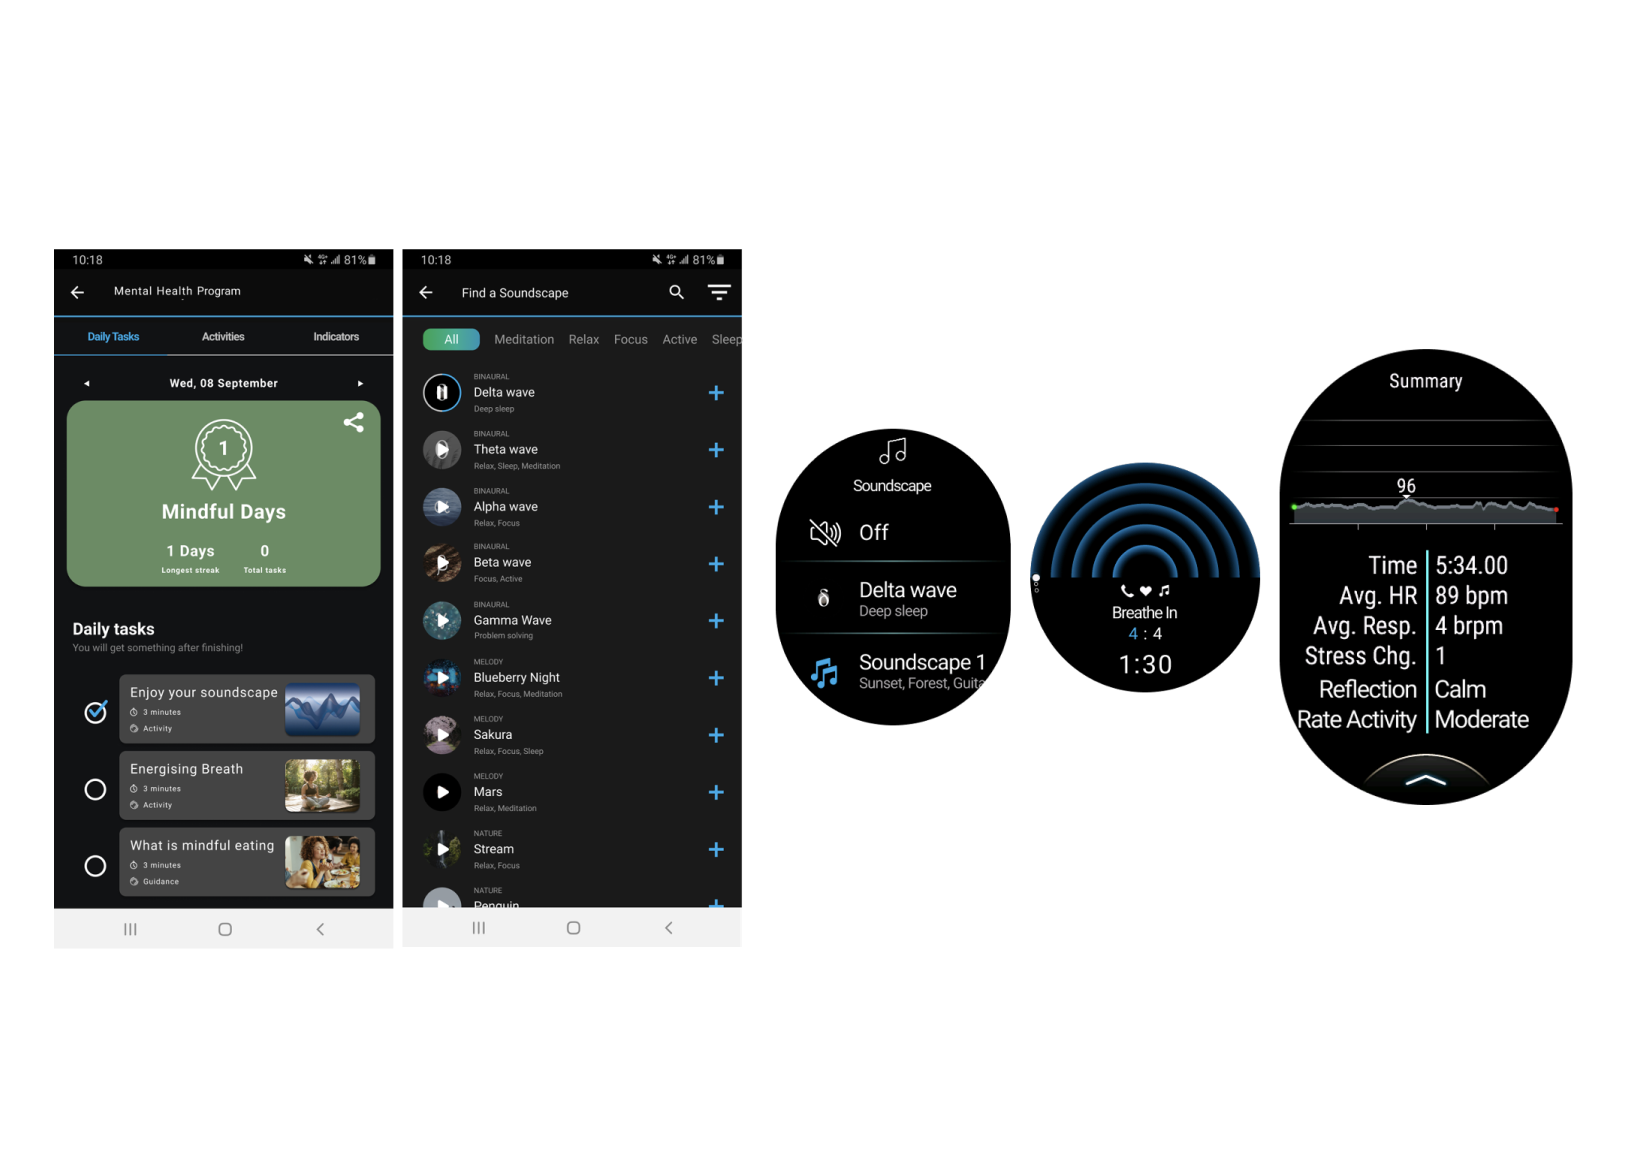 10:18
4G+
81%
Mental Health Program
Daily Tasks
Activities
Indicators
Wed, 08 September
1
Mindful Days
1 Days
0
Longest streak
Total tasks
Daily tasks
You will get something after finishing!
Enjoy your soundscape
3 minutes
Activity
Energising Breath
3 minutes
Activity
What is mindful eating
3 minutes
Guidance
10:18
4G+
81%
Find a Soundscape
All
Meditation
Relax
Focus
Active
Sleep
BINAURAL
Delta wave
Deep sleep
BINAURAL
Theta wave
Relax, Sleep, Meditation
BINAURAL
Alpha wave
Relax, Focus
BINAURAL
Beta wave
Focus, Active
BINAURAL
Gamma Wave
Problem solving
MELODY
Blueberry Night
Relax, Focus, Meditation
MELODY
Sakura
Relax, Focus, Sleep
MELODY
Mars
Relax, Meditation
NATURE
Stream
Relax, Focus
NATURE
Penguin
Soundscape
Off
Delta wave
Deep sleep
Soundscape 1
Sunset, Forest, Guita
Breathe In
4 : 4
1:30
Summary
96
Time 5:34.00
Avg. HR 89 bpm
Avg. Resp. 4 brpm
Stress Chg. 1
Reflection Calm
Rate Activity Moderate